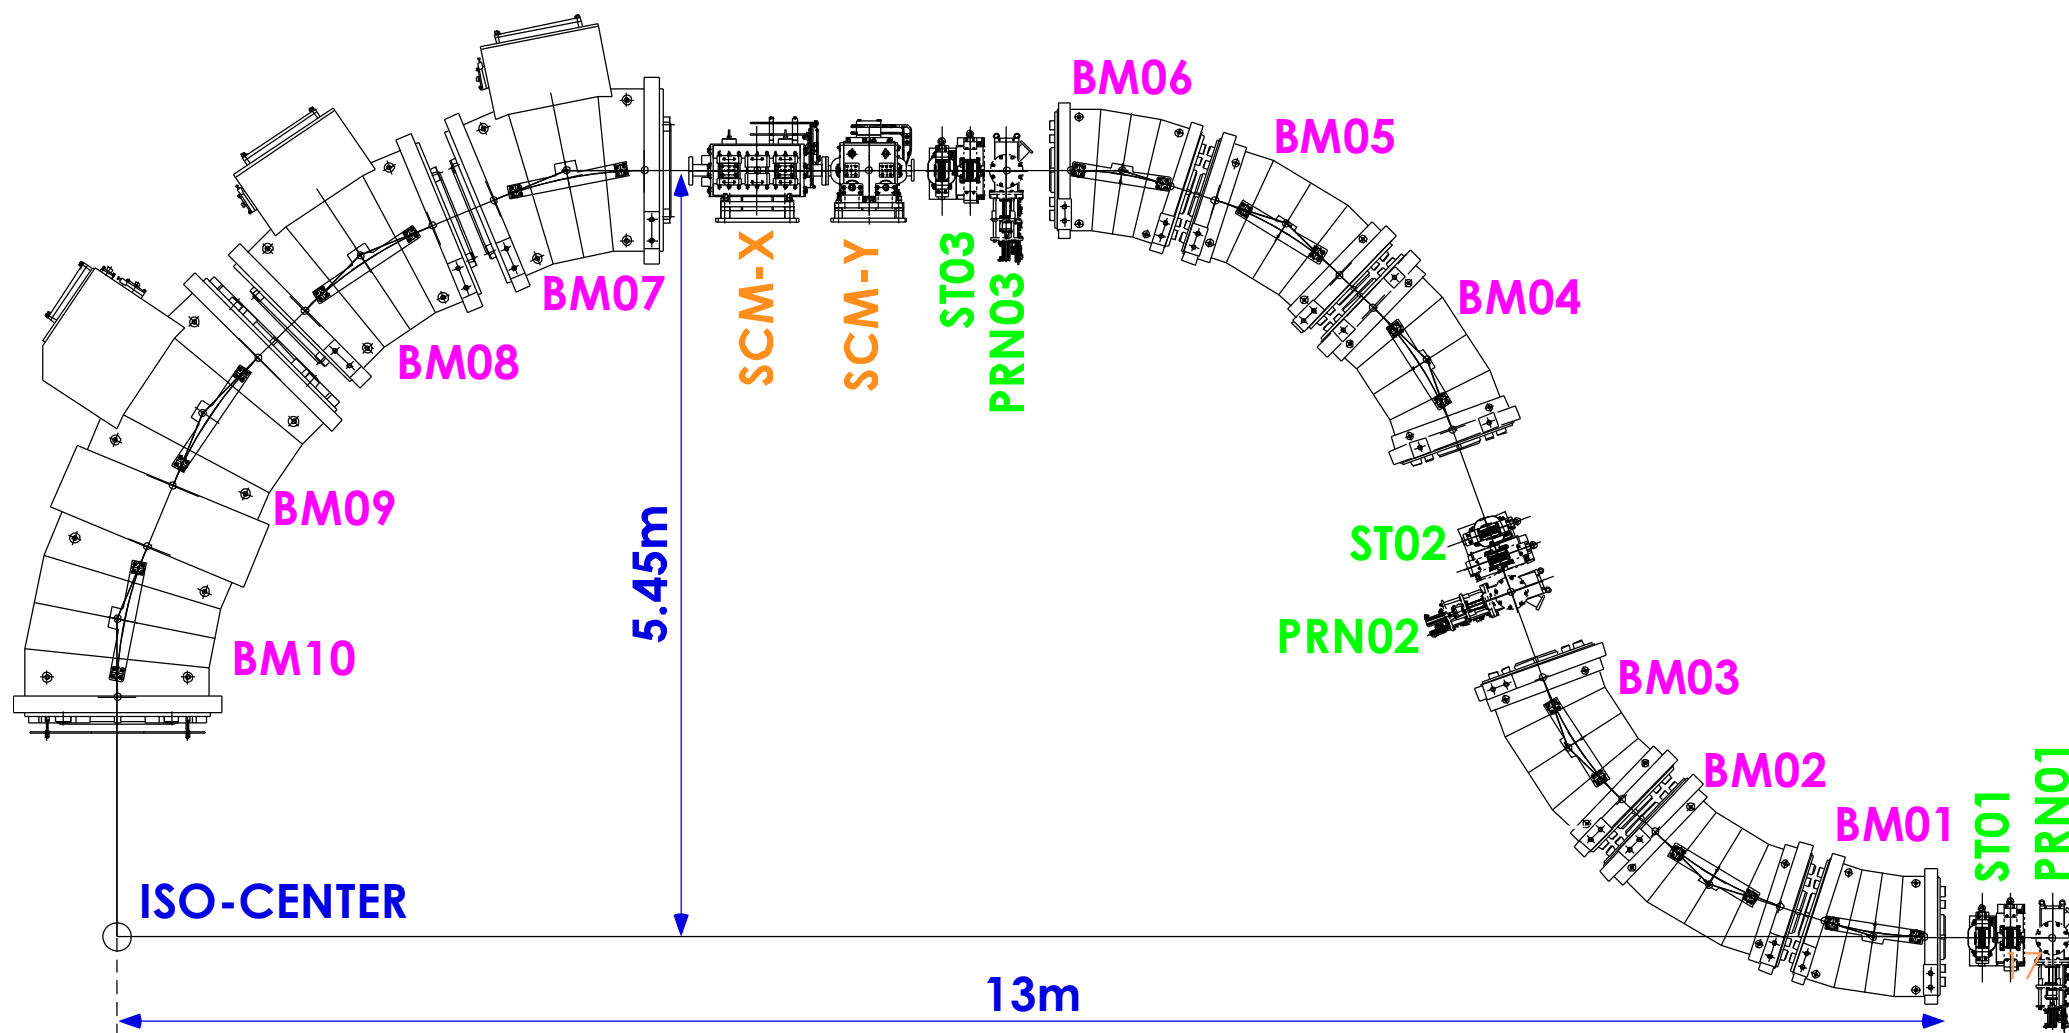 BM06
BM05
BM04
BM07
BM08
BM09
BM10
SCM-X
SCM-Y
ST03
PRN03
5.45m
ST02
PRN02
BM03
BM02
BM01
ST01
PRN01
ISO-CENTER
17
13m